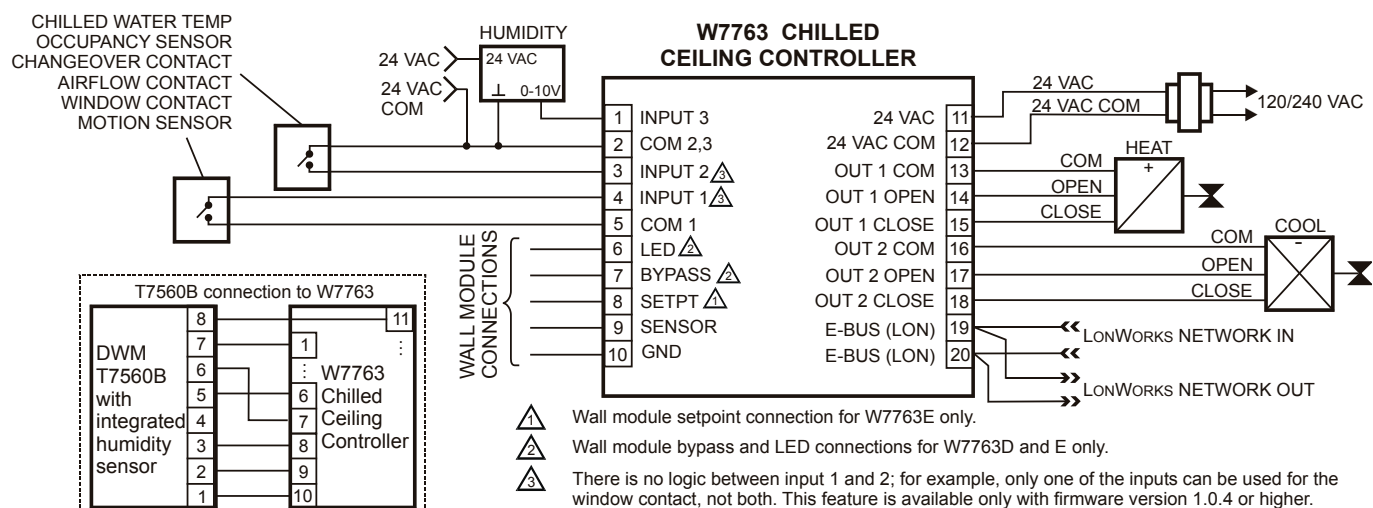 CHILLED WATER TEMP
OCCUPANCY SENSOR
CHANGEOVER CONTACT
AIRFLOW CONTACT
WINDOW CONTACT
MOTION SENSOR
24 VAC
24 VAC
COM
HUMIDITY
24 VAC
⊥ 0-10V
W7763 CHILLED
CEILING CONTROLLER
1 INPUT 3
2 COM 2,3
3 INPUT 2 3
4 INPUT 1 3
5 COM 1
6 LED 2
7 BYPASS 2
8 SETPT 1
9 SENSOR
10 GND
WALL MODULE
CONNECTIONS
24 VAC 11
24 VAC COM 12
OUT 1 COM 13
OUT 1 OPEN 14
OUT 1 CLOSE 15
OUT 2 COM 16
OUT 2 OPEN 17
OUT 2 CLOSE 18
E-BUS (LON) 19
E-BUS (LON) 20
24 VAC
24 VAC COM
120/240 VAC
HEAT
COM
OPEN
CLOSE
+
COOL
COM
OPEN
CLOSE
-
LONWORKS NETWORK IN
LONWORKS NETWORK OUT
T7560B connection to W7763
DWM
T7560B
with
integrated
humidity
sensor
8
7
6
5
4
3
2
1
11
1
⋮
⋮
6
7
8
9
10
W7763
Chilled
Ceiling
Controller
1 Wall module setpoint connection for W7763E only.
2 Wall module bypass and LED connections for W7763D and E only.
3 There is no logic between input 1 and 2; for example, only one of the inputs can be used for the
window contact, not both. This feature is available only with firmware version 1.0.4 or higher.